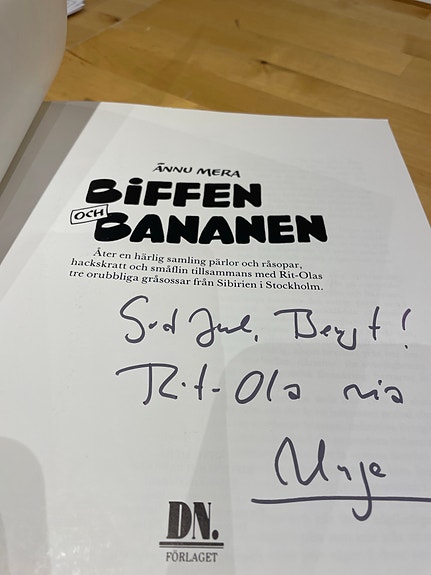 ÄNNU MERA
BIFFEN
OCH
BANANEN
Åter en härlig samling pärlor och råsopar,
hackskratt och småflin tillsammans med Rit-Olas
tre orubbliga gråsossar från Sibirien i Stockholm.
God Jul, Bengt!
Rit-Ola via
DN.
FÖRLAGET